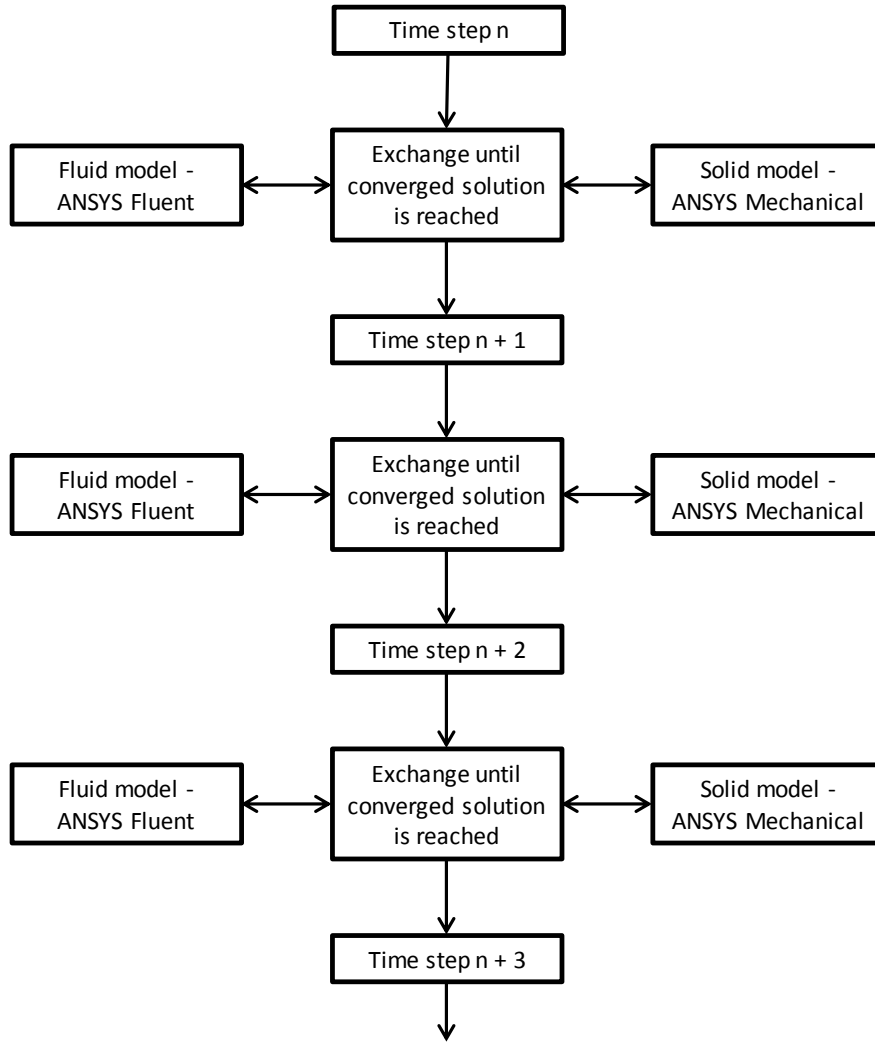 Time step n
Fluid model -
ANSYS Fluent
Exchange until
converged solution
is reached
Solid model -
ANSYS Mechanical
Time step n + 1
Fluid model -
ANSYS Fluent
Exchange until
converged solution
is reached
Solid model -
ANSYS Mechanical
Time step n + 2
Fluid model -
ANSYS Fluent
Exchange until
converged solution
is reached
Solid model -
ANSYS Mechanical
Time step n + 3